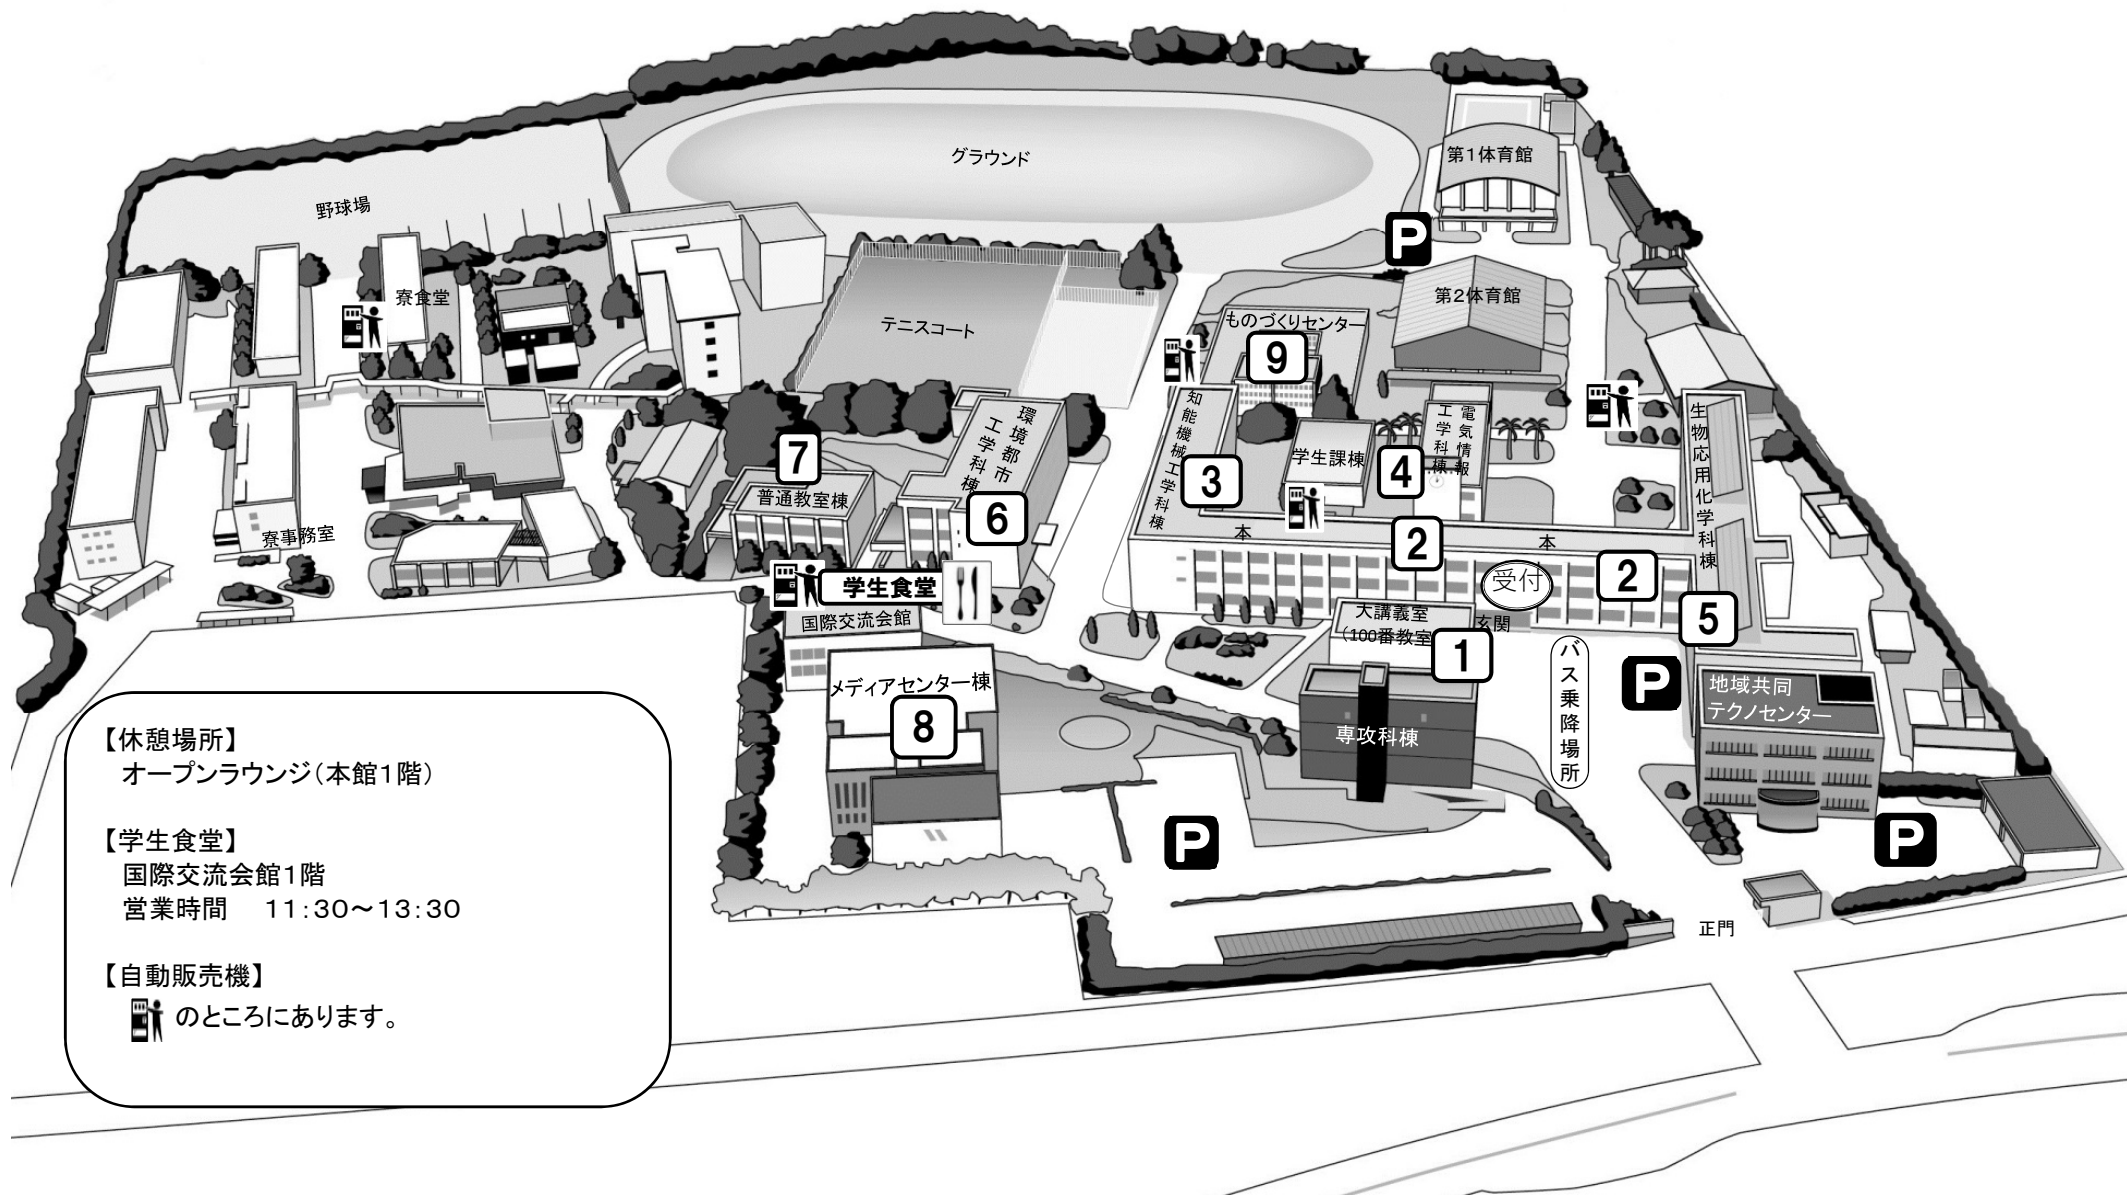 グラウンド
第1体育館
野球場
P
寮食堂
第2体育館
テニスコート
ものづくりセンター
9
知能機械工学科棟
3
環境都市工学科棟
6
7
普通教室棟
学生課棟
電気情報工学科棟
4
生物応用化学科棟
寮事務室
本
2
本
受付
2
学生食堂
国際交流会館
大講義室
(100番教室
1
玄関
5
バス乗降場所
P
メディアセンター棟
8
専攻科棟
地域共同
テクノセンター
P
P
正門
【休憩場所】
オープンラウンジ(本館1階)
【学生食堂】
国際交流会館1階
営業時間 11:30～13:30
【自動販売機】
のところにあります。